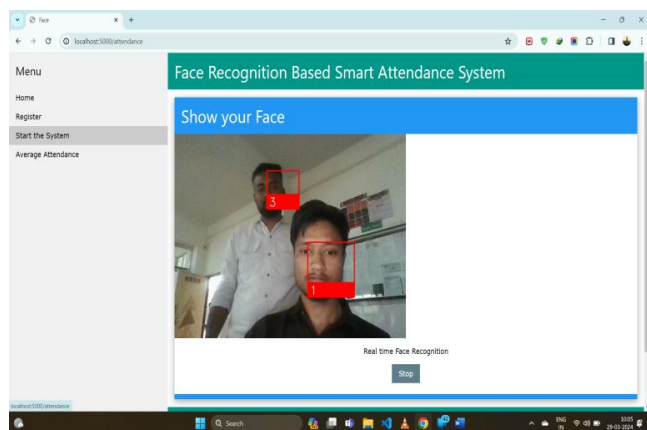 Face
localhost:5000/attendance
Menu
Home
Register
Start the System
Average Attendance
Face Recognition Based Smart Attendance System
Show your Face
3
1
Real time Face Recognition
Stop
localhost:5000/attendance
Search
ENG
IN
10:05
29-03-2024